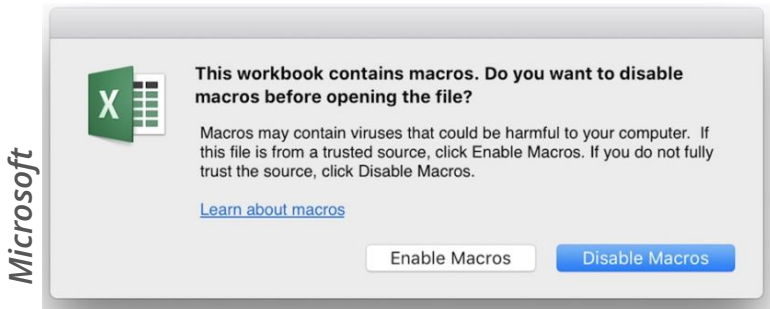 Microsoft
X
This workbook contains macros. Do you want to disable
macros before opening the file?
Macros may contain viruses that could be harmful to your computer.  If
this file is from a trusted source, click Enable Macros. If you do not fully
trust the source, click Disable Macros.
Learn about macros
Enable Macros
Disable Macros